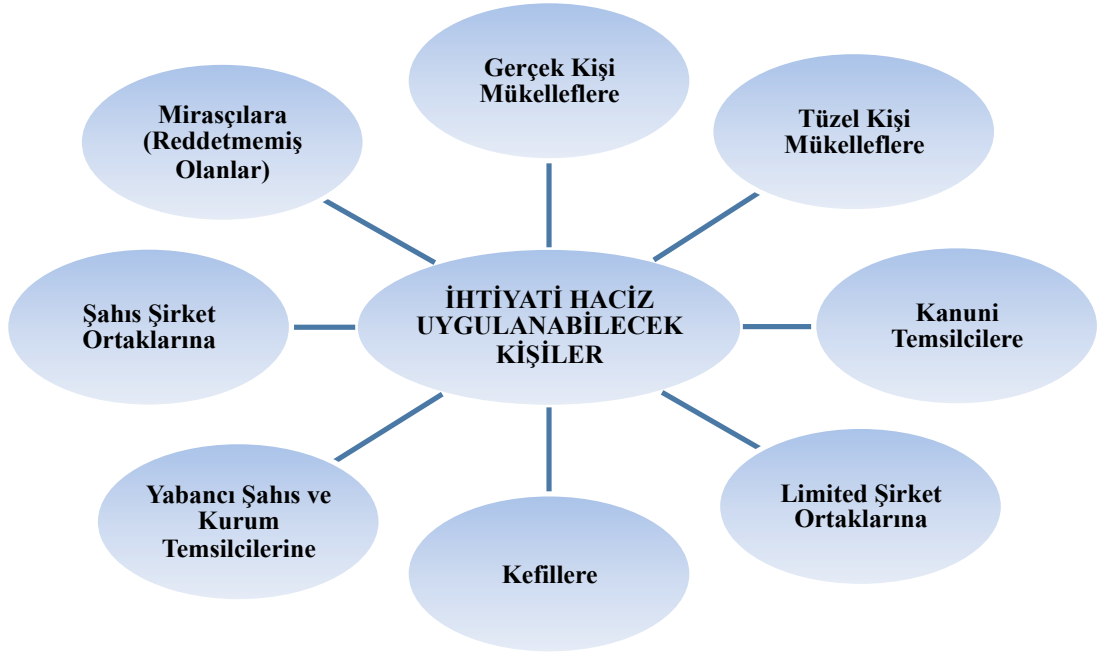 Gerçek Kişi
Mükelleflere
Tüzel Kişi
Mükelleflere
Kanuni
Temsilcilere
Limited Şirket
Ortaklarına
Kefillere
Yabancı Şahıs ve
Kurum
Temsilcilerine
Şahıs Şirket
Ortaklarına
Mirasçılara
(Reddetmemiş
Olanlar)
İHTİYATİ HACİZ
UYGULANABİLECEK
KİŞİLER